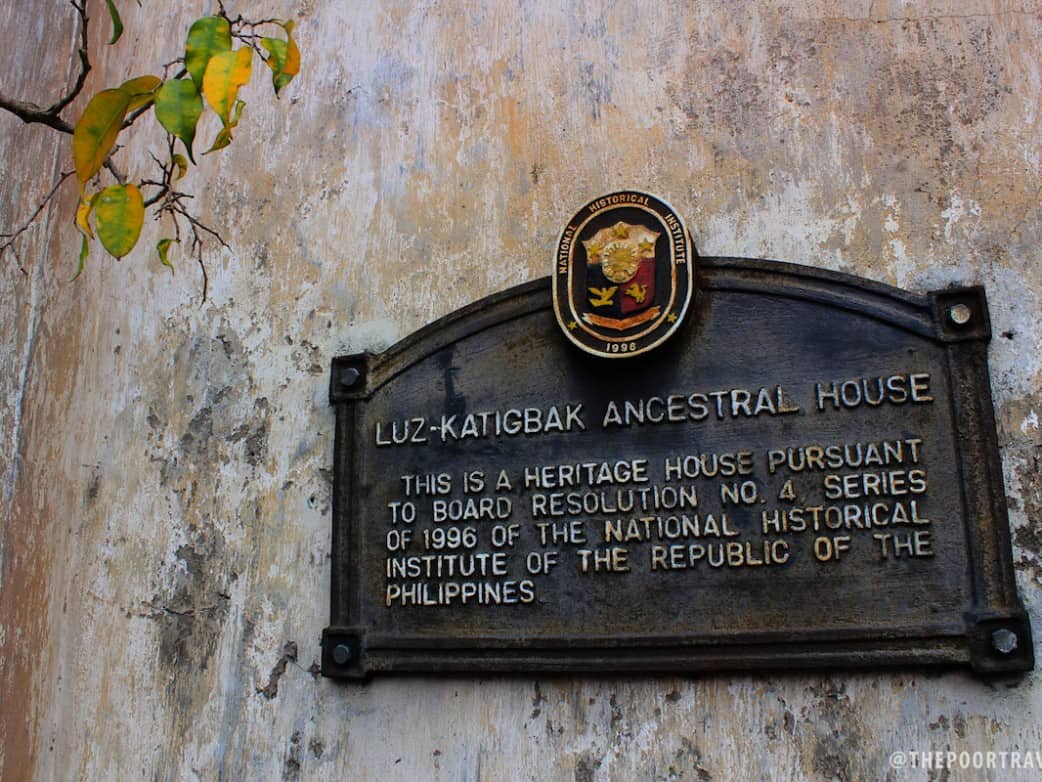 NATIONAL HISTORICAL INSTITUTE
1996
LUZ-KATIGBAK ANCESTRAL HOUSE
THIS IS A HERITAGE HOUSE PURSUANT
TO BOARD RESOLUTION NO. 4, SERIES
OF 1996 OF THE NATIONAL HISTORICAL
INSTITUTE OF THE REPUBLIC OF THE
PHILIPPINES
@THEPOORTRAV